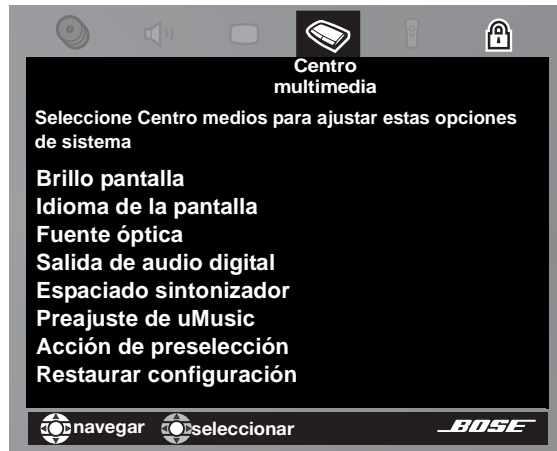 Centro
multimedia
Seleccione Centro medios para ajustar estas opciones
de sistema
Brillo pantalla
Idioma de la pantalla
Fuente óptica
Salida de audio digital
Espaciado sintonizador
Preajuste de uMusic
Acción de preselección
Restaurar configuración
navegar seleccionar BOSE